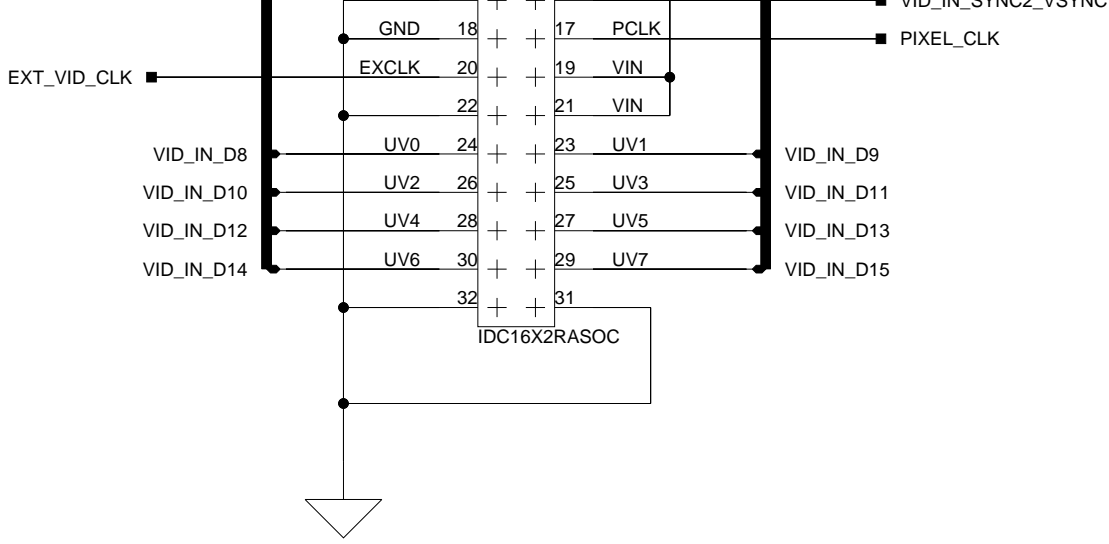 VID_IN_SYNC2_VSYNC
GND 18 17 PCLK PIXEL_CLK
EXT_VID_CLK EXCLK 20 19 VIN
22 21 VIN
VID_IN_D8 UV0 24 23 UV1 VID_IN_D9
VID_IN_D10 UV2 26 25 UV3 VID_IN_D11
VID_IN_D12 UV4 28 27 UV5 VID_IN_D13
VID_IN_D14 UV6 30 29 UV7 VID_IN_D15
32 31
IDC16X2RASOC